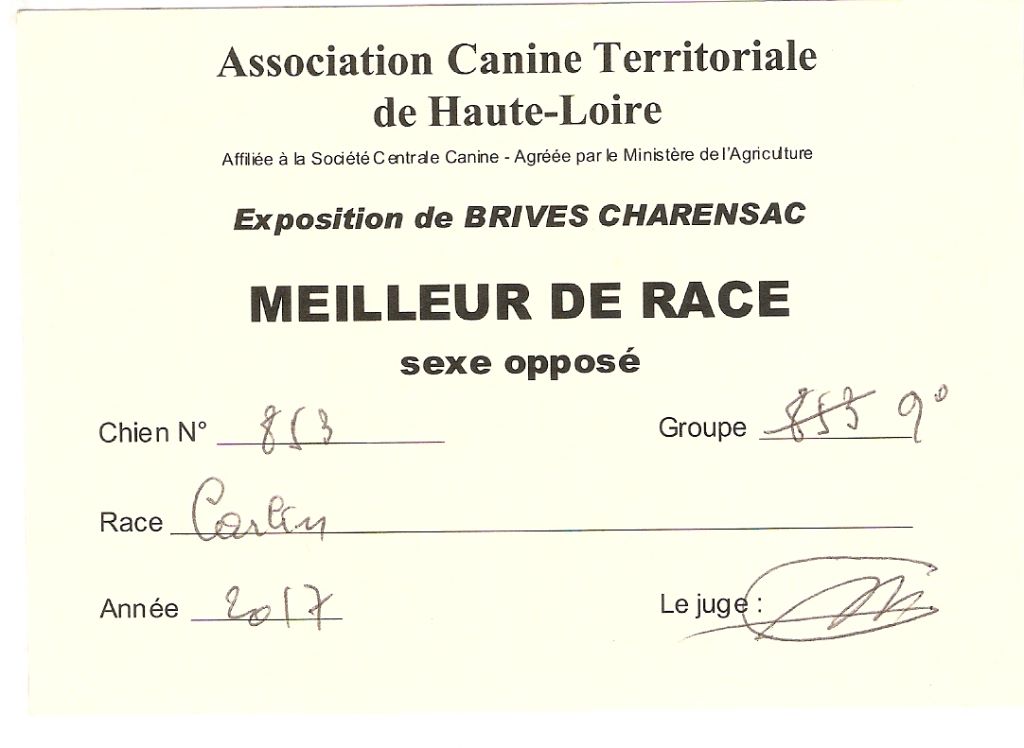 Association Canine Territoriale
de Haute-Loire
Affiliée à la Société Centrale Canine - Agréée par le Ministère de l'Agriculture
Exposition de BRIVES CHARENSAC
MEILLEUR DE RACE
sexe opposé
Chien N° 853 Groupe 853 9°
Race Carlin
Année 2017 Le juge :